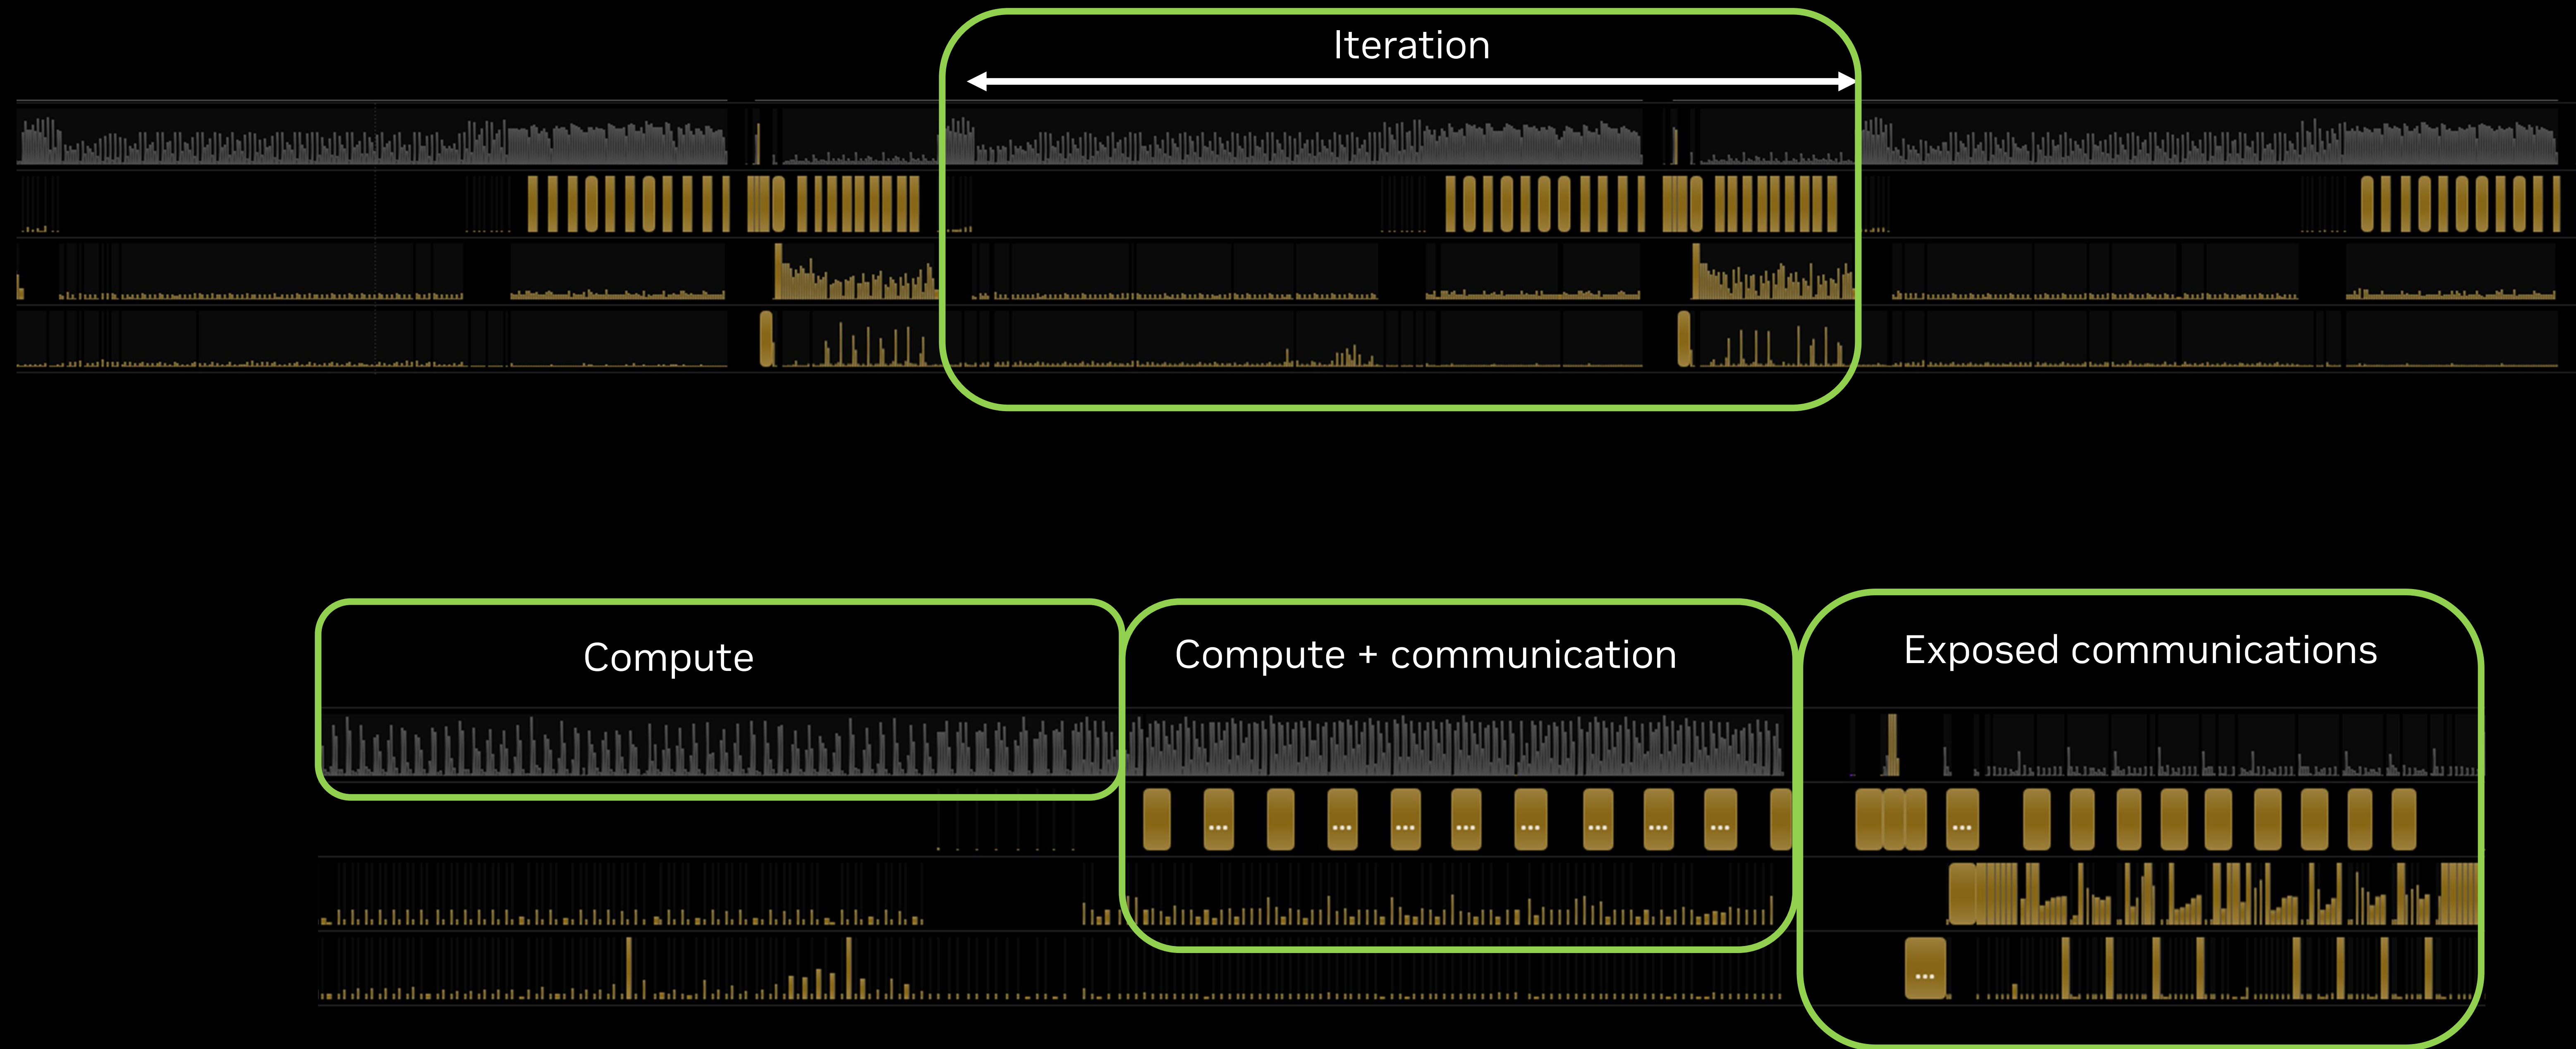 Iteration
Compute
Compute + communication
Exposed communications